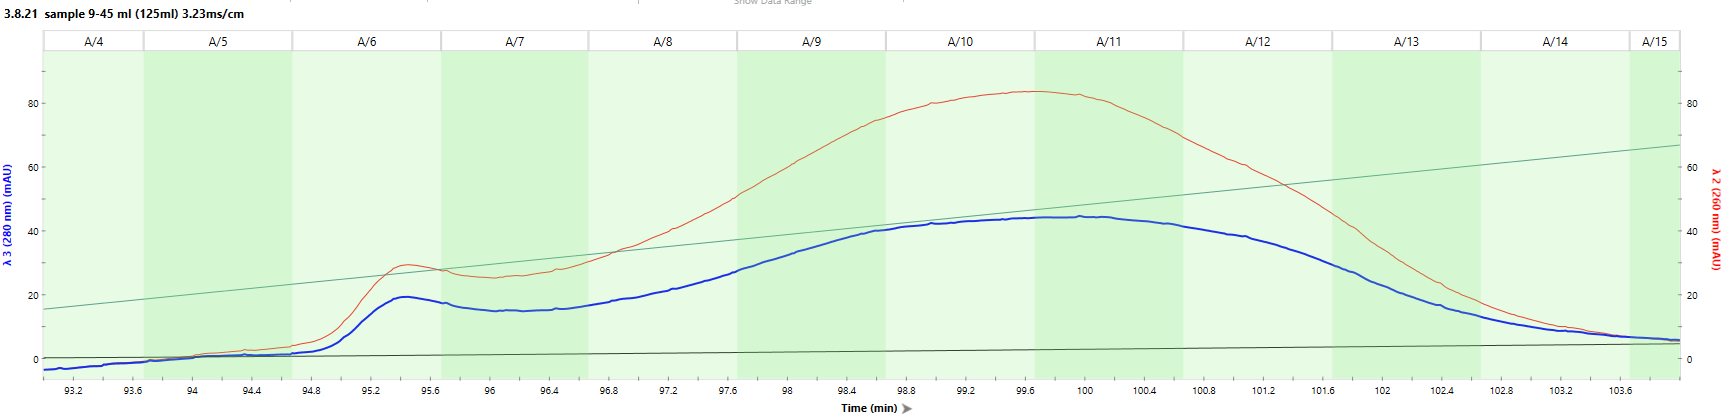 Show Data Range
3.8.21 sample 9-45 ml (125ml) 3.23ms/cm
A/4 A/5 A/6 A/7 A/8 A/9 A/10 A/11 A/12 A/13 A/14 A/15
80 80
60 60
40 40
20 20
0 0
λ 3 (280 nm) (mAU)
λ 2 (260 nm) (mAU)
93.2 93.6 94 94.4 94.8 95.2 95.6 96 96.4 96.8 97.2 97.6 98 98.4 98.8 99.2 99.6 100 100.4 100.8 101.2 101.6 102 102.4 102.8 103.2 103.6
Time (min)